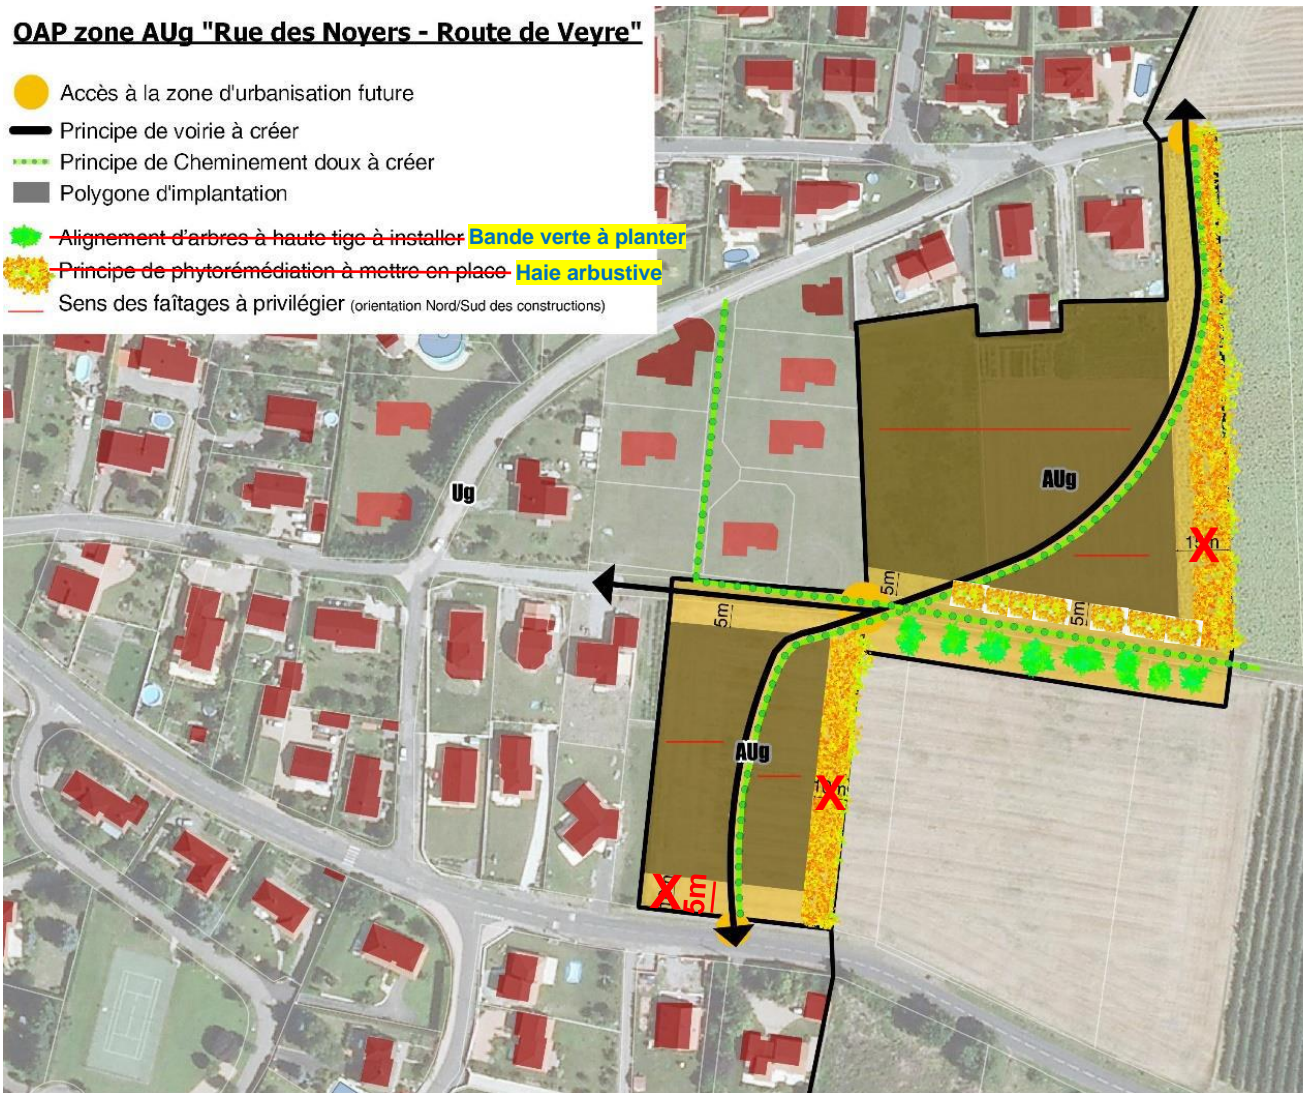 OAP zone AUg "Rue des Noyers - Route de Veyre"
Accès à la zone d'urbanisation future
Principe de voirie à créer
Principe de Cheminement doux à créer
Polygone d'implantation
Alignement d'arbres à haute tige à installer Bande verte à planter
Principe de phytorémédiation à mettre en place Haie arbustive
Sens des faîtages à privilégier (orientation Nord/Sud des constructions)
Ug
AUg
X
5m
5m
5m
AUg
X
X
5m